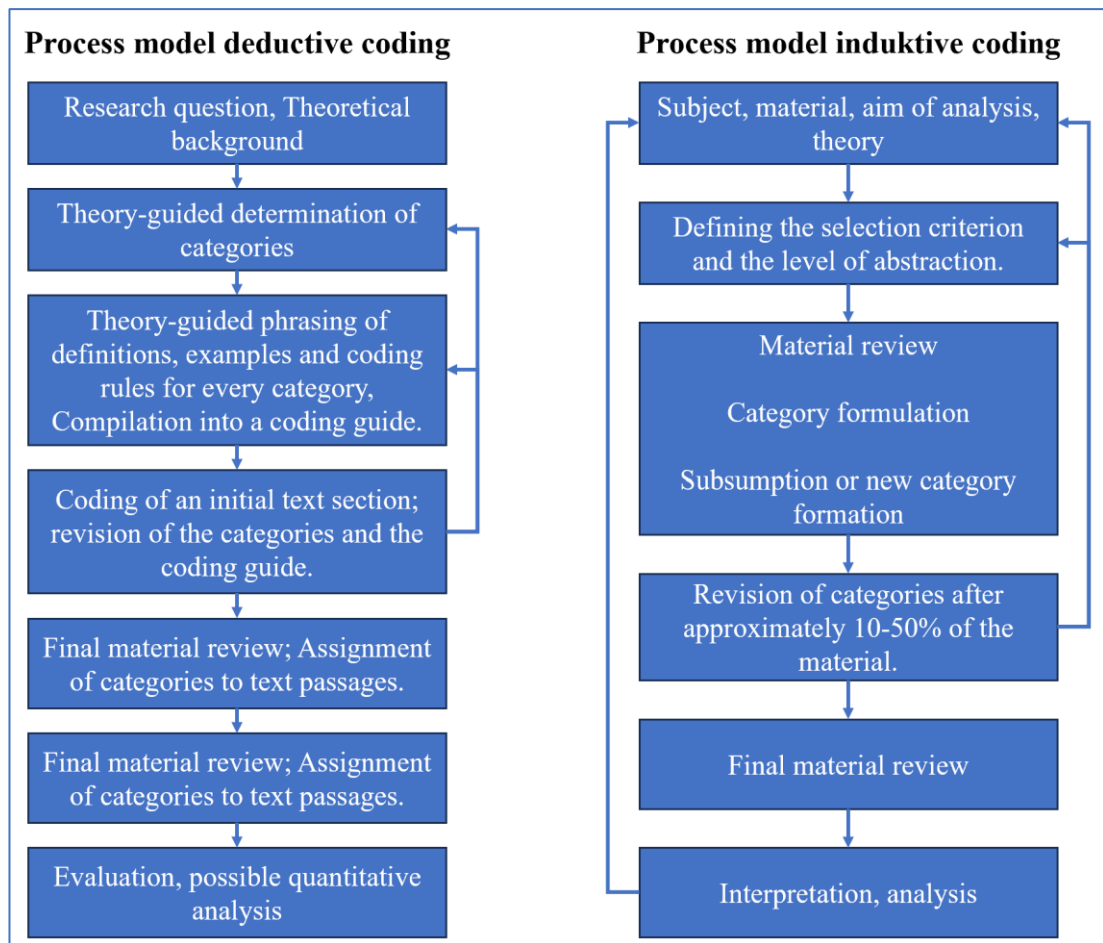 Process model deductive coding
Research question, Theoretical
background
Theory-guided determination of
categories
Theory-guided phrasing of
definitions, examples and coding
rules for every category,
Compilation into a coding guide.
Coding of an initial text section;
revision of the categories and the
coding guide.
Final material review; Assignment
of categories to text passages.
Final material review; Assignment
of categories to text passages.
Evaluation, possible quantitative
analysis
Process model induktive coding
Subject, material, aim of analysis,
theory
Defining the selection criterion
and the level of abstraction.
Material review
Category formulation
Subsumption or new category
formation
Revision of categories after
approximately 10-50% of the
material.
Final material review
Interpretation, analysis